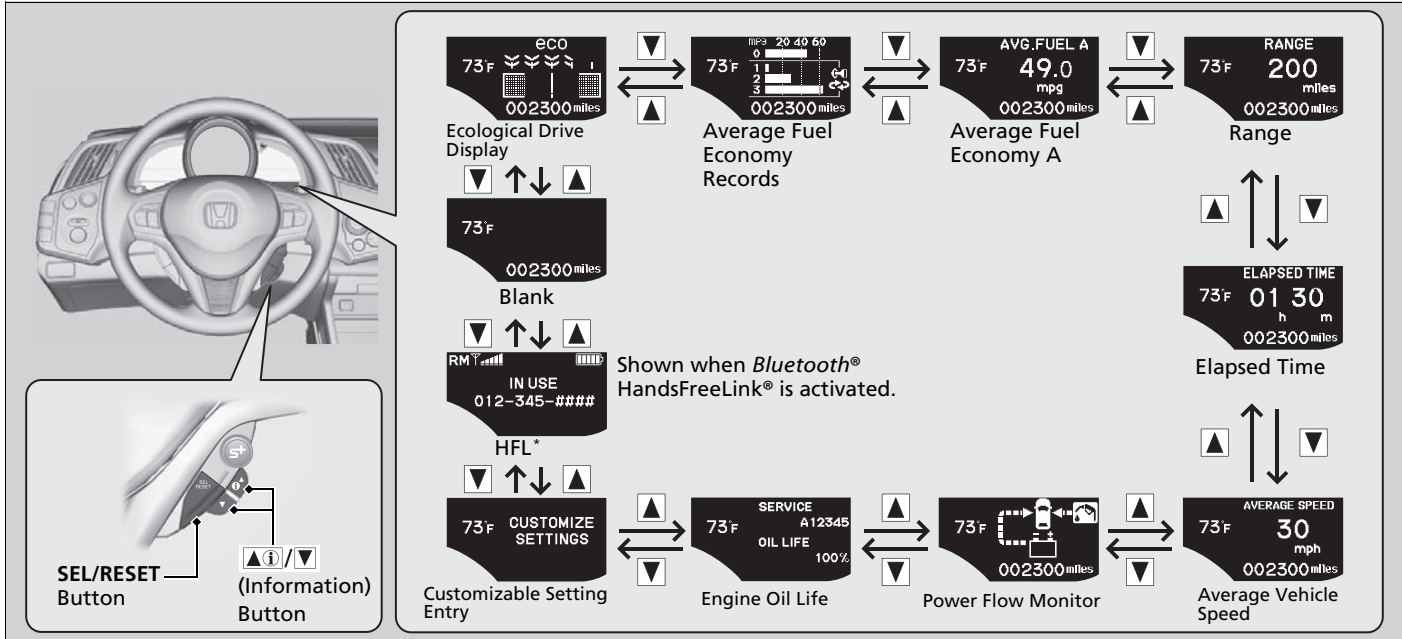 eco
73°F
002300 miles
Ecological Drive
Display
▼
▲
mpg 20 40 60
0
1
2
3
73°F
002300 miles
Average Fuel
Economy
Records
▼
▲
AVG.FUEL A
73°F 49.0
mpg
002300 miles
Average Fuel
Economy A
▼
▲
RANGE
73°F 200
miles
002300 miles
Range
▲ ▼
ELAPSED TIME
73°F 01 30
h m
002300 miles
Elapsed Time
▲ ▼
AVERAGE SPEED
73°F 30
mph
002300 miles
Average Vehicle
Speed
▲
▼
73°F
002300 miles
Power Flow Monitor
▲
▼
SERVICE
A12345
73°F
OIL LIFE
100%
Engine Oil Life
▲
▼
73°F CUSTOMIZE
SETTINGS
Customizable Setting
Entry
▼ ▲
RM
IN USE
012-345-####
HFL*
Shown when Bluetooth®
HandsFreeLink® is activated.
▼ ▲
73°F
002300 miles
Blank
▼ ▲
S+
SEL
RESET
SEL/RESET
Button
▲ⓘ/▼
(Information)
Button